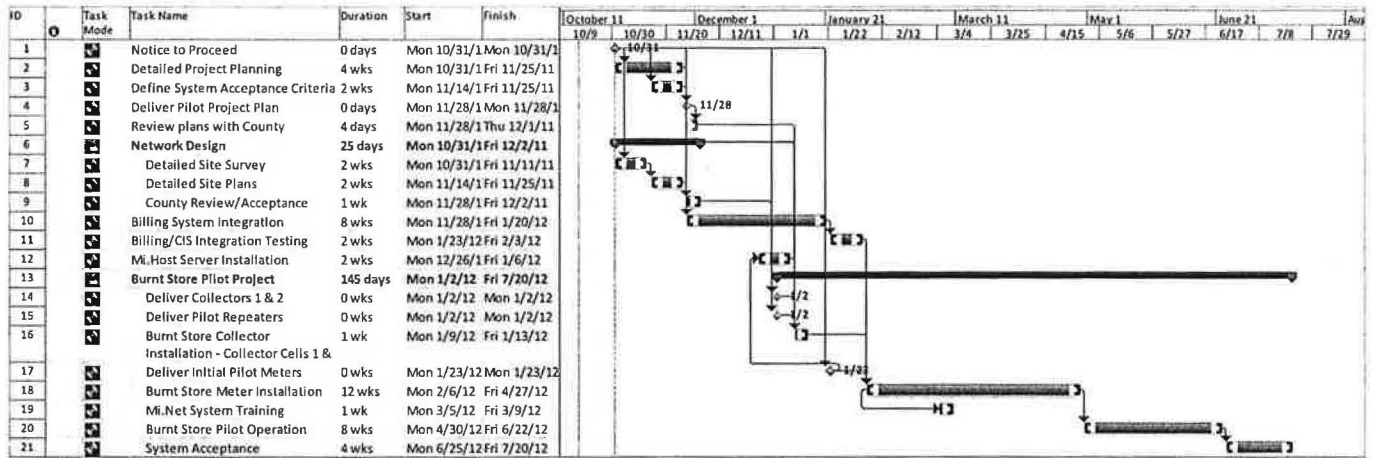 ID Task Mode Task Name Duration Start Finish October 11 December 1 January 21 March 11 May 1 June 21 Aug
10/9 10/30 11/20 12/11 1/1 1/22 2/12 3/4 3/25 4/15 5/6 5/27 6/17 7/8 7/29
1 Notice to Proceed 0 days Mon 10/31/1 Mon 10/31/1 10/31
2 Detailed Project Planning 4 wks Mon 10/31/1 Fri 11/25/11
3 Define System Acceptance Criteria 2 wks Mon 11/14/1 Fri 11/25/11
4 Deliver Pilot Project Plan 0 days Mon 11/28/1 Mon 11/28/1 11/28
5 Review plans with County 4 days Mon 11/28/1 Thu 12/1/11
6 Network Design 25 days Mon 10/31/1 Fri 12/2/11
7 Detailed Site Survey 2 wks Mon 10/31/1 Fri 11/11/11
8 Detailed Site Plans 2 wks Mon 11/14/1 Fri 11/25/11
9 County Review/Acceptance 1 wk Mon 11/28/1 Fri 12/2/11
10 Billing System Integration 8 wks Mon 11/28/1 Fri 1/20/12
11 Billing/CIS Integration Testing 2 wks Mon 1/23/12 Fri 2/3/12
12 Mi.Host Server Installation 2 wks Mon 12/26/1 Fri 1/6/12
13 Burnt Store Pilot Project 145 days Mon 1/2/12 Fri 7/20/12
14 Deliver Collectors 1 & 2 0 wks Mon 1/2/12 Mon 1/2/12 1/2
15 Deliver Pilot Repeaters 0 wks Mon 1/2/12 Mon 1/2/12 1/2
16 Burnt Store Collector 1 wk Mon 1/9/12 Fri 1/13/12
Installation - Collector Cells 1 &
17 Deliver Initial Pilot Meters 0 wks Mon 1/23/12 Mon 1/23/12 1/23
18 Burnt Store Meter Installation 12 wks Mon 2/6/12 Fri 4/27/12
19 Mi.Net System Training 1 wk Mon 3/5/12 Fri 3/9/12
20 Burnt Store Pilot Operation 8 wks Mon 4/30/12 Fri 6/22/12
21 System Acceptance 4 wks Mon 6/25/12 Fri 7/20/12